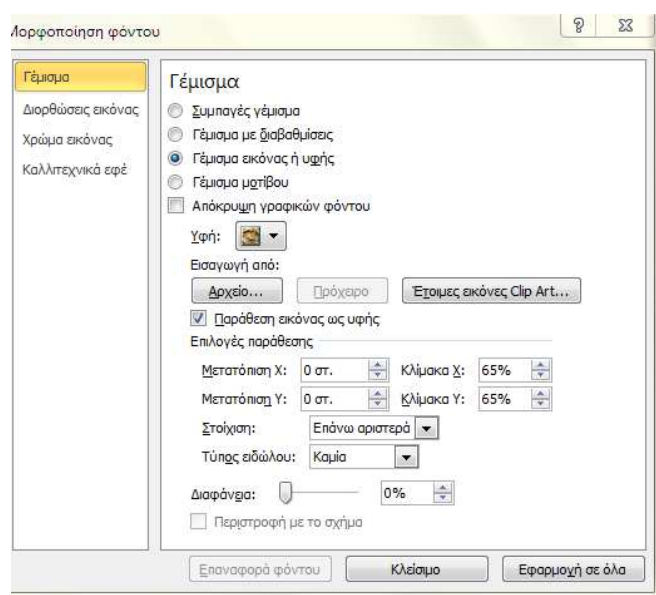 Μορφοποίηση φόντου
Γέμισμα
Διορθώσεις εικόνας
Χρώμα εικόνας
Καλλιτεχνικά εφέ
Γέμισμα
Συμπαγές γέμισμα
Γέμισμα με διαβαθμίσεις
Γέμισμα εικόνας ή υφής
Γέμισμα μοτίβου
Απόκρυψη γραφικών φόντου
Υφή:
Εισαγωγή από:
Αρχείο... Πρόχειρο Έτοιμες εικόνες Clip Art...
Παράθεση εικόνας ως υφής
Επιλογές παράθεσης
Μετατόπιση X: 0 στ. Κλίμακα X: 65%
Μετατόπιση Y: 0 στ. Κλίμακα Y: 65%
Στοίχιση: Επάνω αριστερά
Τύπος ειδώλου: Καμία
Διαφάνεια: 0%
Περιστροφή με το σχήμα
Επαναφορά φόντου Κλείσιμο Εφαρμογή σε όλα